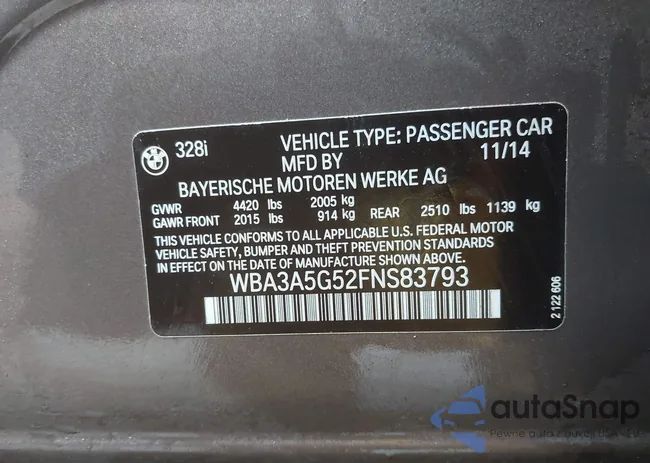 328i VEHICLE TYPE: PASSENGER CAR
MFD BY 11/14
BAYERISCHE MOTOREN WERKE AG
GVWR 4420 lbs 2005 kg
GAWR FRONT 2015 lbs 914 kg REAR 2510 lbs 1139 kg
THIS VEHICLE CONFORMS TO ALL APPLICABLE U.S. FEDERAL MOTOR
VEHICLE SAFETY, BUMPER, AND THEFT PREVENTION STANDARDS
IN EFFECT ON THE DATE OF MANUFACTURE SHOWN ABOVE.
WBA3A5G52FNS83793
2 122 606
autaSnap